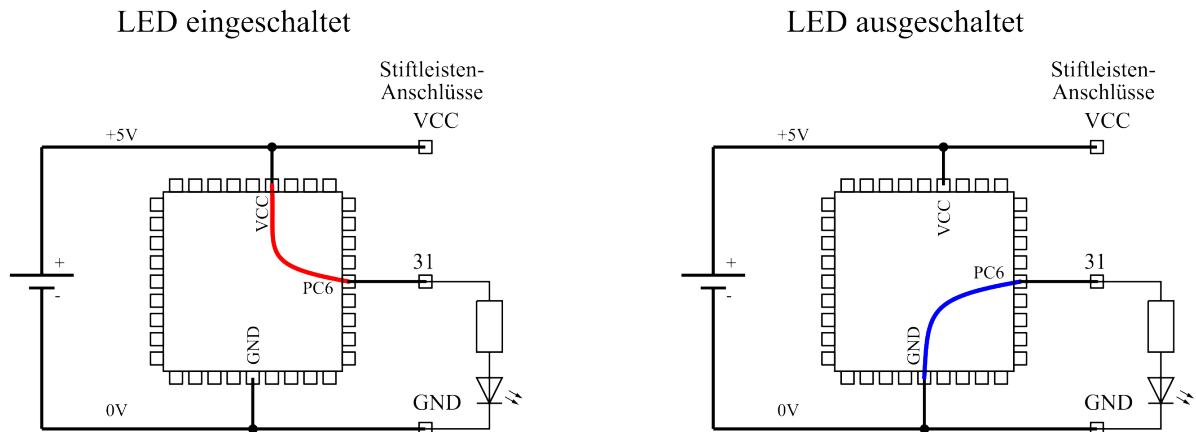 LED eingeschaltet
Stiftleisten-
Anschlüsse
VCC
+5V
VCC
+
-
31
PC6
GND
0V
GND
LED ausgeschaltet
Stiftleisten-
Anschlüsse
VCC
+5V
VCC
+
-
31
PC6
GND
0V
GND